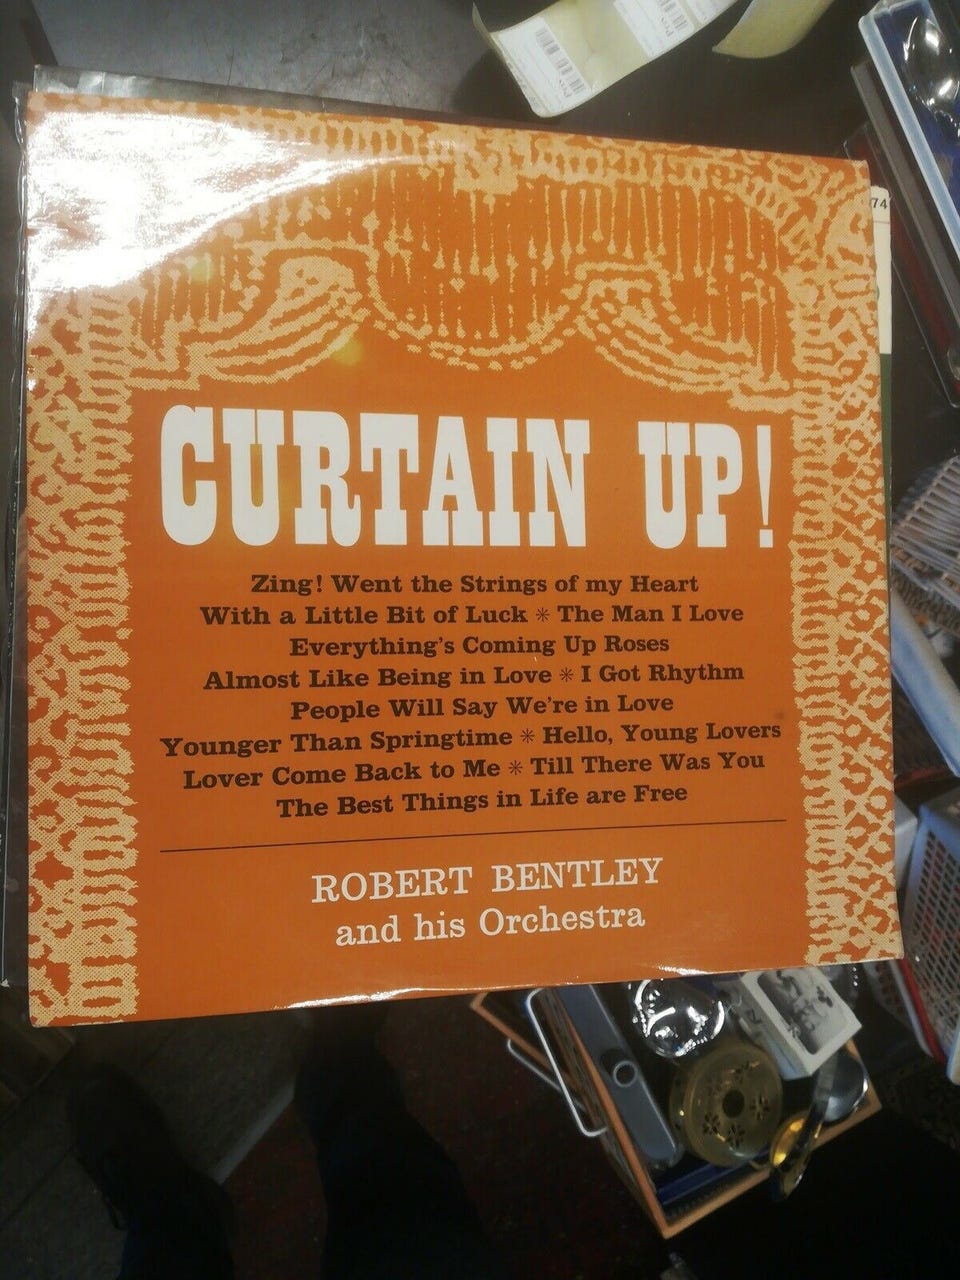 74
CURTAIN UP!
Zing! Went the Strings of my Heart
With a Little Bit of Luck ✳ The Man I Love
Everything's Coming Up Roses
Almost Like Being in Love ✳ I Got Rhythm
People Will Say We're in Love
Younger Than Springtime ✳ Hello, Young Lovers
Lover Come Back to Me ✳ Till There Was You
The Best Things in Life are Free
ROBERT BENTLEY
and his Orchestra